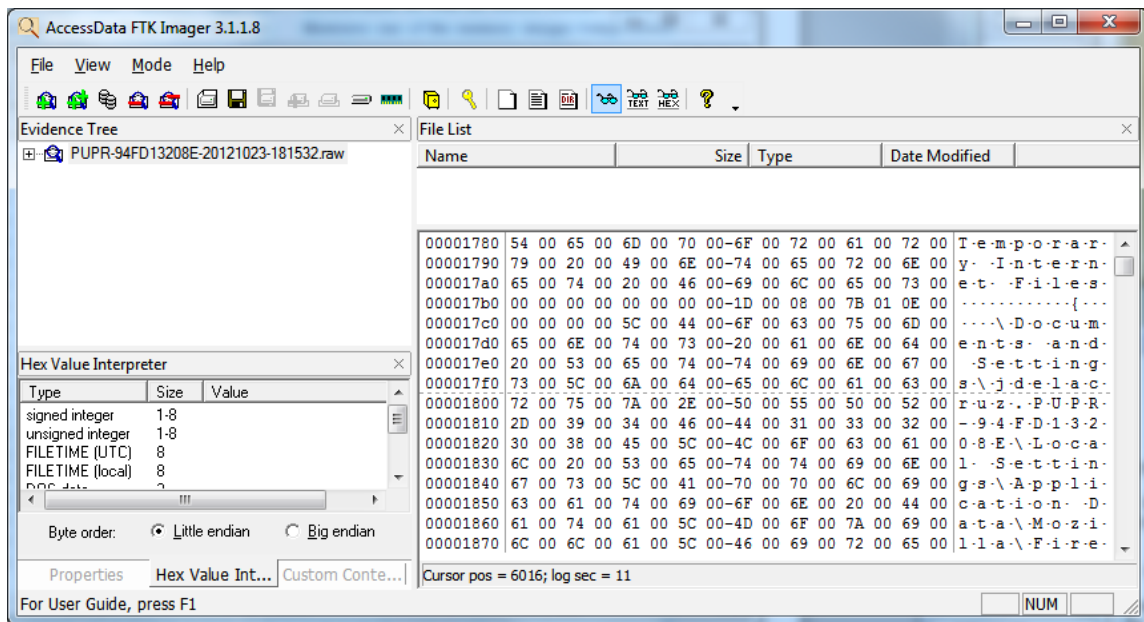 AccessData FTK Imager 3.1.1.8
File View Mode Help
Evidence Tree
PUPR-94FD13208E-20121023-181532.raw
File List
Name Size Type Date Modified
00001780 54 00 65 00 6D 00 70 00-6F 00 72 00 61 00 72 00 T·e·m·p·o·r·a·r·
00001790 79 00 20 00 49 00 6E 00-74 00 65 00 72 00 6E 00 y· ·I·n·t·e·r·n·
000017a0 65 00 74 00 20 00 46 00-69 00 6C 00 65 00 73 00 e·t· ·F·i·l·e·s·
000017b0 00 00 00 00 00 00 00 00-1D 00 08 00 7B 01 0E 00 ············{···
000017c0 00 00 00 00 5C 00 44 00-6F 00 63 00 75 00 6D 00 ····\·D·o·c·u·m·
000017d0 65 00 6E 00 74 00 73 00-20 00 61 00 6E 00 64 00 e·n·t·s· ·a·n·d·
000017e0 20 00 53 00 65 00 74 00-74 00 69 00 6E 00 67 00 ·S·e·t·t·i·n·g·
000017f0 73 00 5C 00 6A 00 64 00-65 00 6C 00 61 00 63 00 s·\·j·d·e·l·a·c·
00001800 72 00 75 00 7A 00 2E 00-50 00 55 00 50 00 52 00 r·u·z·.·P·U·P·R·
00001810 2D 00 39 00 34 00 46 00-44 00 31 00 33 00 32 00 -·9·4·F·D·1·3·2·
00001820 30 00 38 00 45 00 5C 00-4C 00 6F 00 63 00 61 00 0·8·E·\·L·o·c·a·
00001830 6C 00 20 00 53 00 65 00-74 00 74 00 69 00 6E 00 l· ·S·e·t·t·i·n·
00001840 67 00 73 00 5C 00 41 00-70 00 70 00 6C 00 69 00 g·s·\·A·p·p·l·i·
00001850 63 00 61 00 74 00 69 00-6F 00 6E 00 20 00 44 00 c·a·t·i·o·n· ·D·
00001860 61 00 74 00 61 00 5C 00-4D 00 6F 00 7A 00 69 00 a·t·a·\·M·o·z·i·
00001870 6C 00 6C 00 61 00 5C 00-46 00 69 00 72 00 65 00 l·l·a·\·F·i·r·e·
Cursor pos = 6016; log sec = 11
Hex Value Interpreter
Type Size Value
signed integer 1-8
unsigned integer 1-8
FILETIME (UTC) 8
FILETIME (local) 8
Byte order: Little endian Big endian
Properties Hex Value Int... Custom Conte...
For User Guide, press F1
NUM